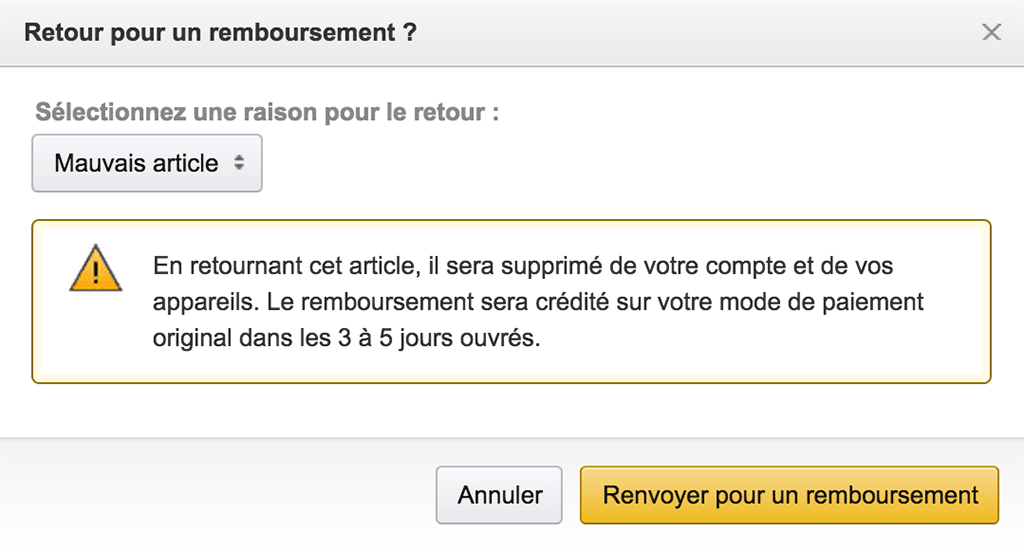 Retour pour un remboursement ?
Sélectionnez une raison pour le retour :
Mauvais article
En retournant cet article, il sera supprimé de votre compte et de vos
appareils. Le remboursement sera crédité sur votre mode de paiement
original dans les 3 à 5 jours ouvrés.
Annuler
Renvoyer pour un remboursement